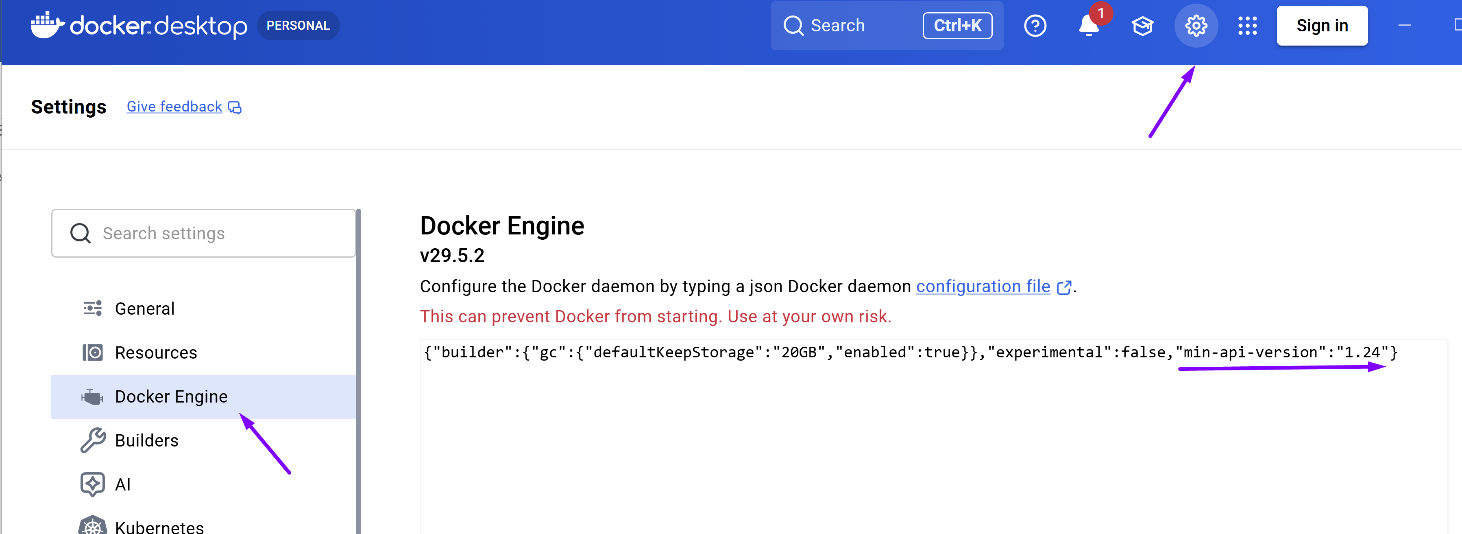 docker desktop PERSONAL Search Ctrl+K 1 Sign in
Settings Give feedback
Search settings
General
Resources
Docker Engine
Builders
AI
Kubernetes
Docker Engine
v29.5.2
Configure the Docker daemon by typing a json Docker daemon configuration file.
This can prevent Docker from starting. Use at your own risk.
{"builder":{"gc":{"defaultKeepStorage":"20GB","enabled":true}},"experimental":false,"min-api-version":"1.24"}